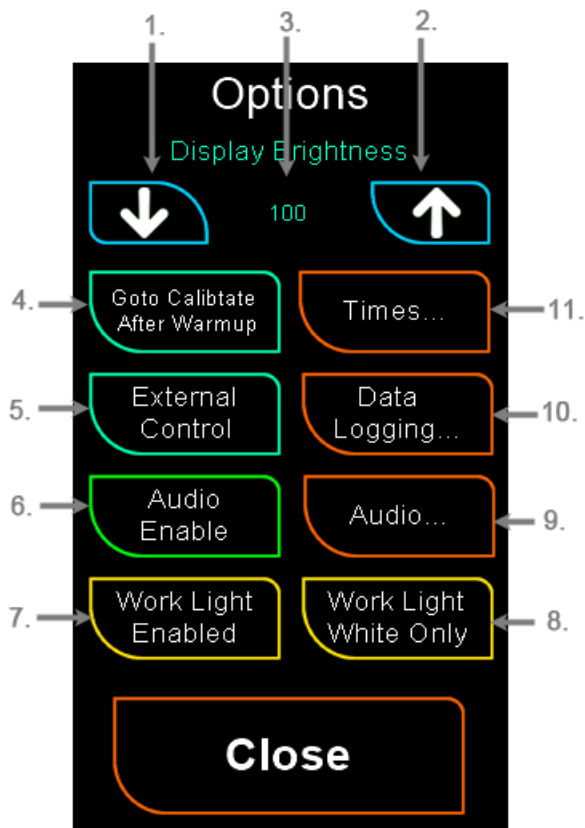 1.
3.
2.
Options
Display Brightness
100
4.
Goto Calibtate
After Warmup
Times...
11.
5.
External
Control
Data
Logging...
10.
6.
Audio
Enable
Audio...
9.
7.
Work Light
Enabled
Work Light
White Only
8.
Close